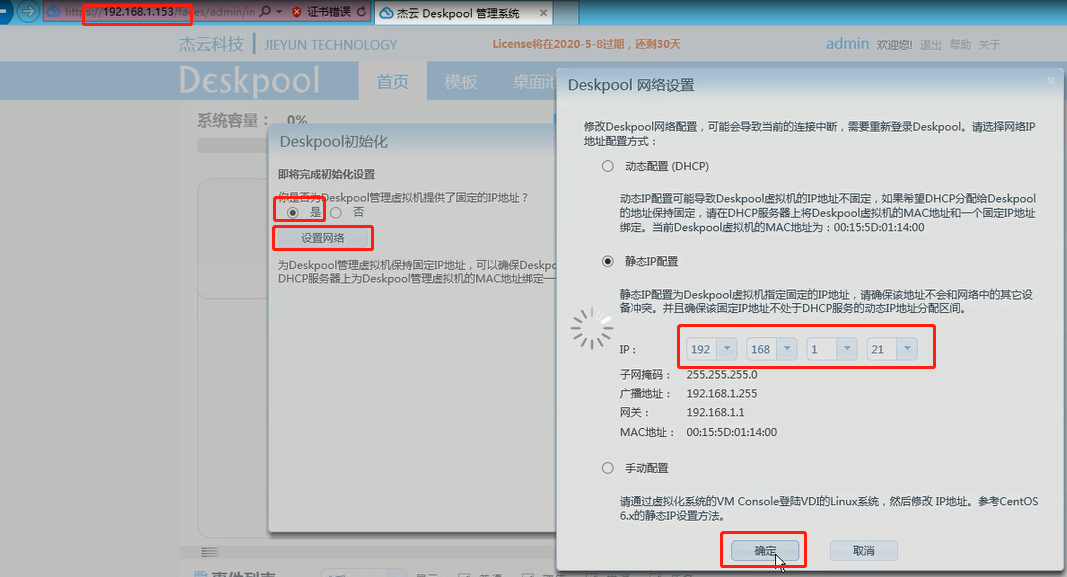 https://192.168.1.153/faces/admin/in
证书错误
杰云 Deskpool 管理系统
杰云科技 JIEYUN TECHNOLOGY
License将在2020-5-8过期，还剩30天
admin 欢迎您! 退出 帮助 关于
Deskpool
首页 模板 桌面池
系统容量： 0%
Deskpool初始化
即将完成初始化设置
你是否为Deskpool管理虚拟机提供了固定的IP地址？
是 否
设置网络
为Deskpool管理虚拟机保持固定IP地址，可以确保Deskpo
DHCP服务器上为Deskpool管理虚拟机的MAC地址绑定一
Deskpool 网络设置
修改Deskpool网络配置，可能会导致当前的连接中断，需要重新登录Deskpool。请选择网络IP
地址配置方式：
动态配置 (DHCP)
动态IP配置可能导致Deskpool虚拟机的IP地址不固定，如果希望DHCP分配给Deskpool
的地址保持固定，请在DHCP服务器上将Deskpool虚拟机的MAC地址和一个固定IP地址
绑定。当前Deskpool虚拟机的MAC地址为：00:15:5D:01:14:00
静态IP配置
静态IP配置为Deskpool虚拟机指定固定的IP地址，请确保该地址不会和网络中的其它设
备冲突。并且确保该固定IP地址不处于DHCP服务的动态IP地址分配区间。
IP： 192 168 1 21
子网掩码： 255.255.255.0
广播地址： 192.168.1.255
网关： 192.168.1.1
MAC地址： 00:15:5D:01:14:00
手动配置
请通过虚拟化系统的VM Console登陆VDI的Linux系统，然后修改 IP地址。参考CentOS
6.x的静态IP设置方法。
确定 取消
事件列表